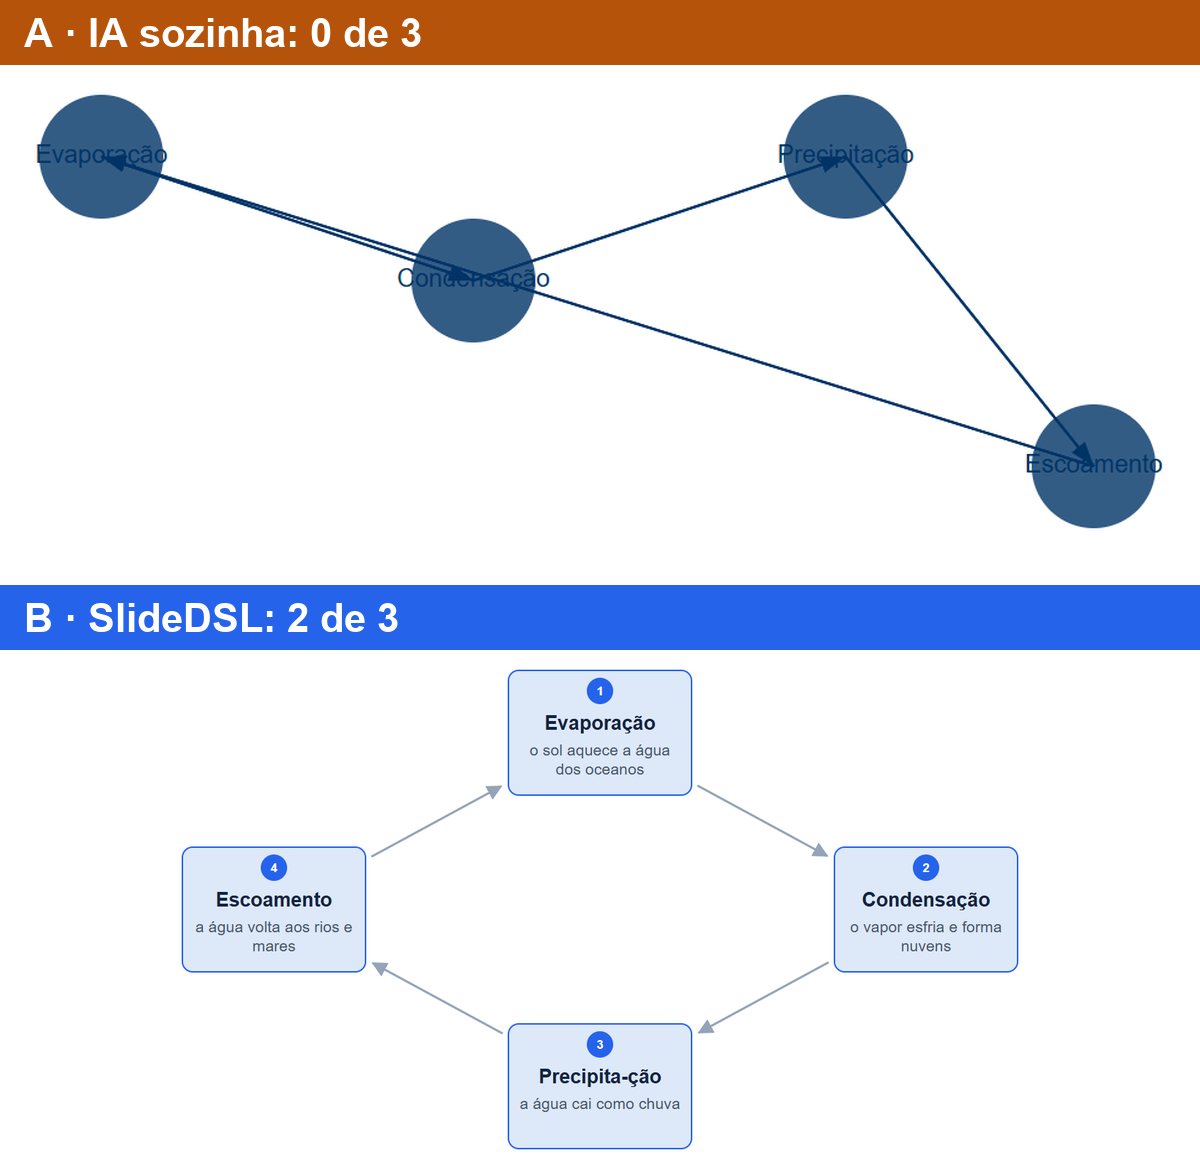 A · IA sozinha: 0 de 3
Evaporação
Precipitação
Condensação
Escoamento
B · SlideDSL: 2 de 3
1
Evaporação
o sol aquece a água
dos oceanos
4
Escoamento
a água volta aos rios e
mares
2
Condensação
o vapor esfria e forma
nuvens
3
Precipita-ção
a água cai como chuva